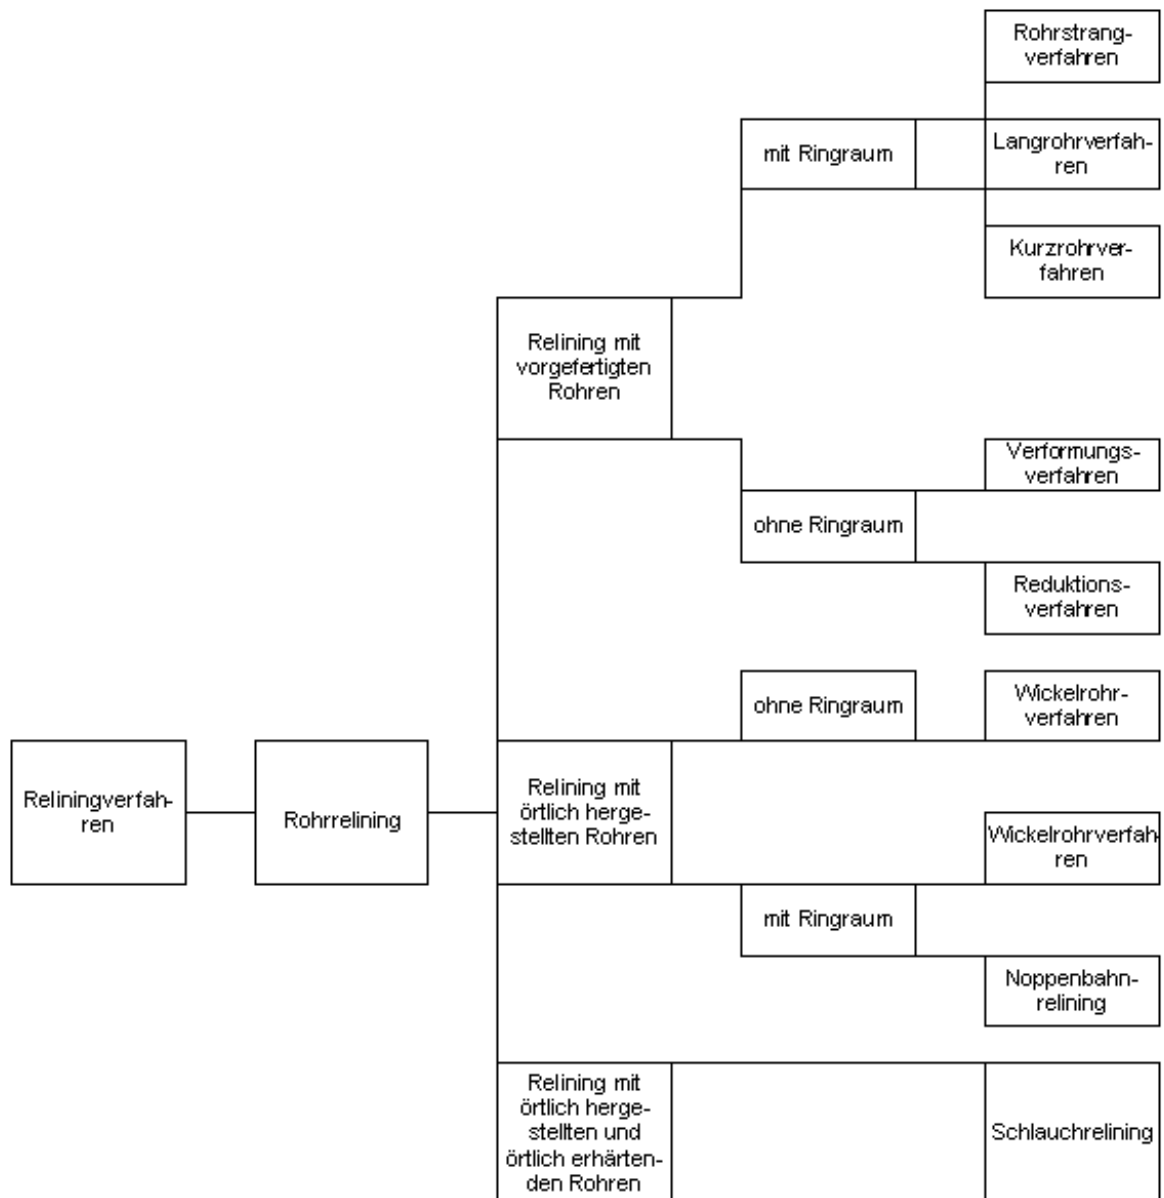 Rohrstrang-
verfahren
mit Ringraum
Langrohrverfah-
ren
Kurzrohrver-
fahren
Relining mit
vorgefertigten
Rohren
Verformungs-
verfahren
ohne Ringraum
Reduktions-
verfahren
ohne Ringraum
Wickelrohr-
verfahren
Reliningverfah-
ren
Rohrrelining
Relining mit
örtlich herge-
stellten Rohren
Wickelrohrverfah
ren
mit Ringraum
Noppenbahn-
relining
Relining mit
örtlich herge-
stellten und
örtlich erhärten-
den Rohren
Schlauchrelining